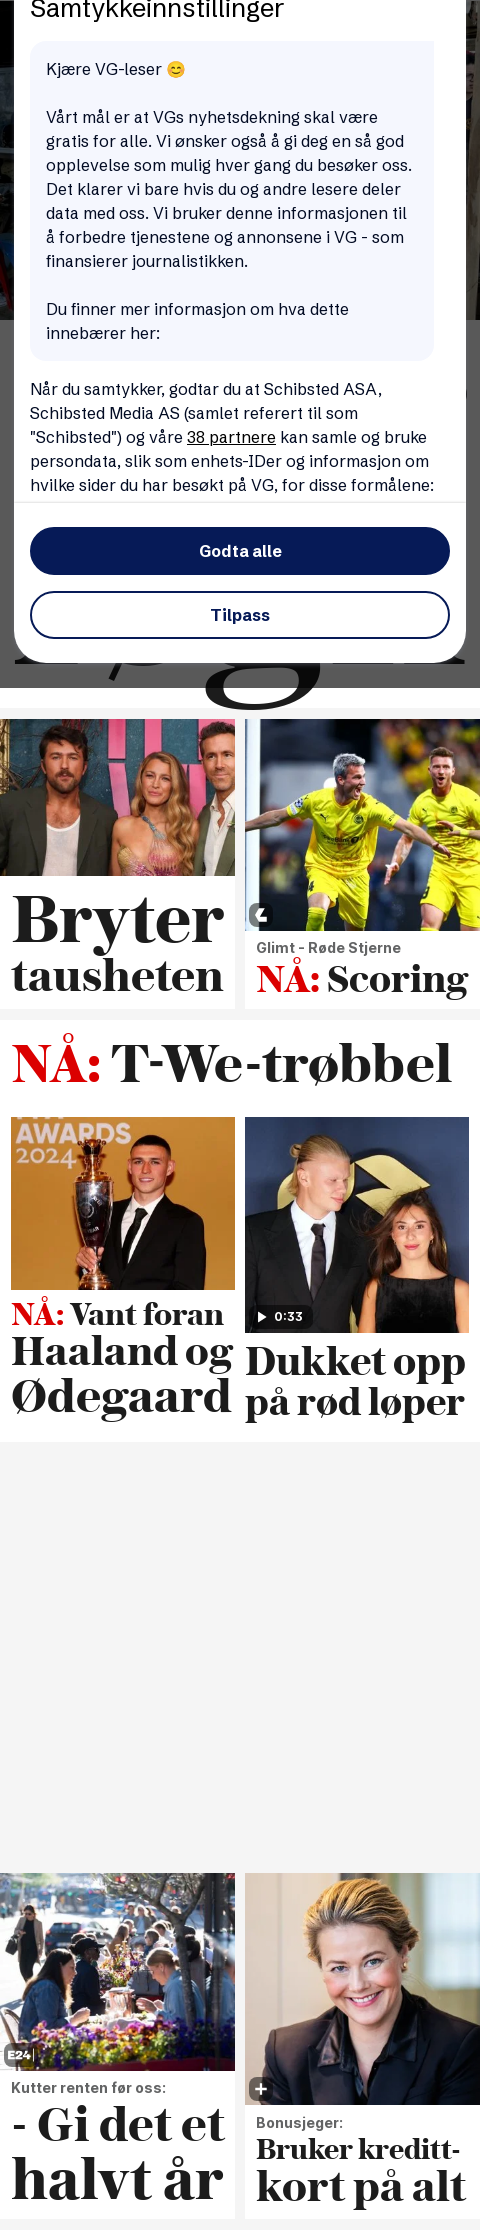 Samtykkeinnstillinger
Kjære VG-leser 😊
Vårt mål er at VGs nyhetsdekning skal være
gratis for alle. Vi ønsker også å gi deg en så god
opplevelse som mulig hver gang du besøker oss.
Det klarer vi bare hvis du og andre lesere deler
data med oss. Vi bruker denne informasjonen til
å forbedre tjenestene og annonsene i VG - som
finansierer journalistikken.
Du finner mer informasjon om hva dette
innebærer her:
Når du samtykker, godtar du at Schibsted ASA,
Schibsted Media AS (samlet referert til som
"Schibsted") og våre 38 partnere kan samle og bruke
persondata, slik som enhets-IDer og informasjon om
hvilke sider du har besøkt på VG, for disse formålene:
Godta alle
Tilpass
Bryter
tausheten
Glimt - Røde Stjerne
NÅ: Scoring
NÅ: T-We-trøbbel
AWARDS
2024
NÅ: Vant foran
Haaland og
Ødegaard
0:33
Dukket opp
på rød løper
E24
Kutter renten før oss:
- Gi det et
halvt år
Bonusjeger:
Bruker kreditt-
kort på alt